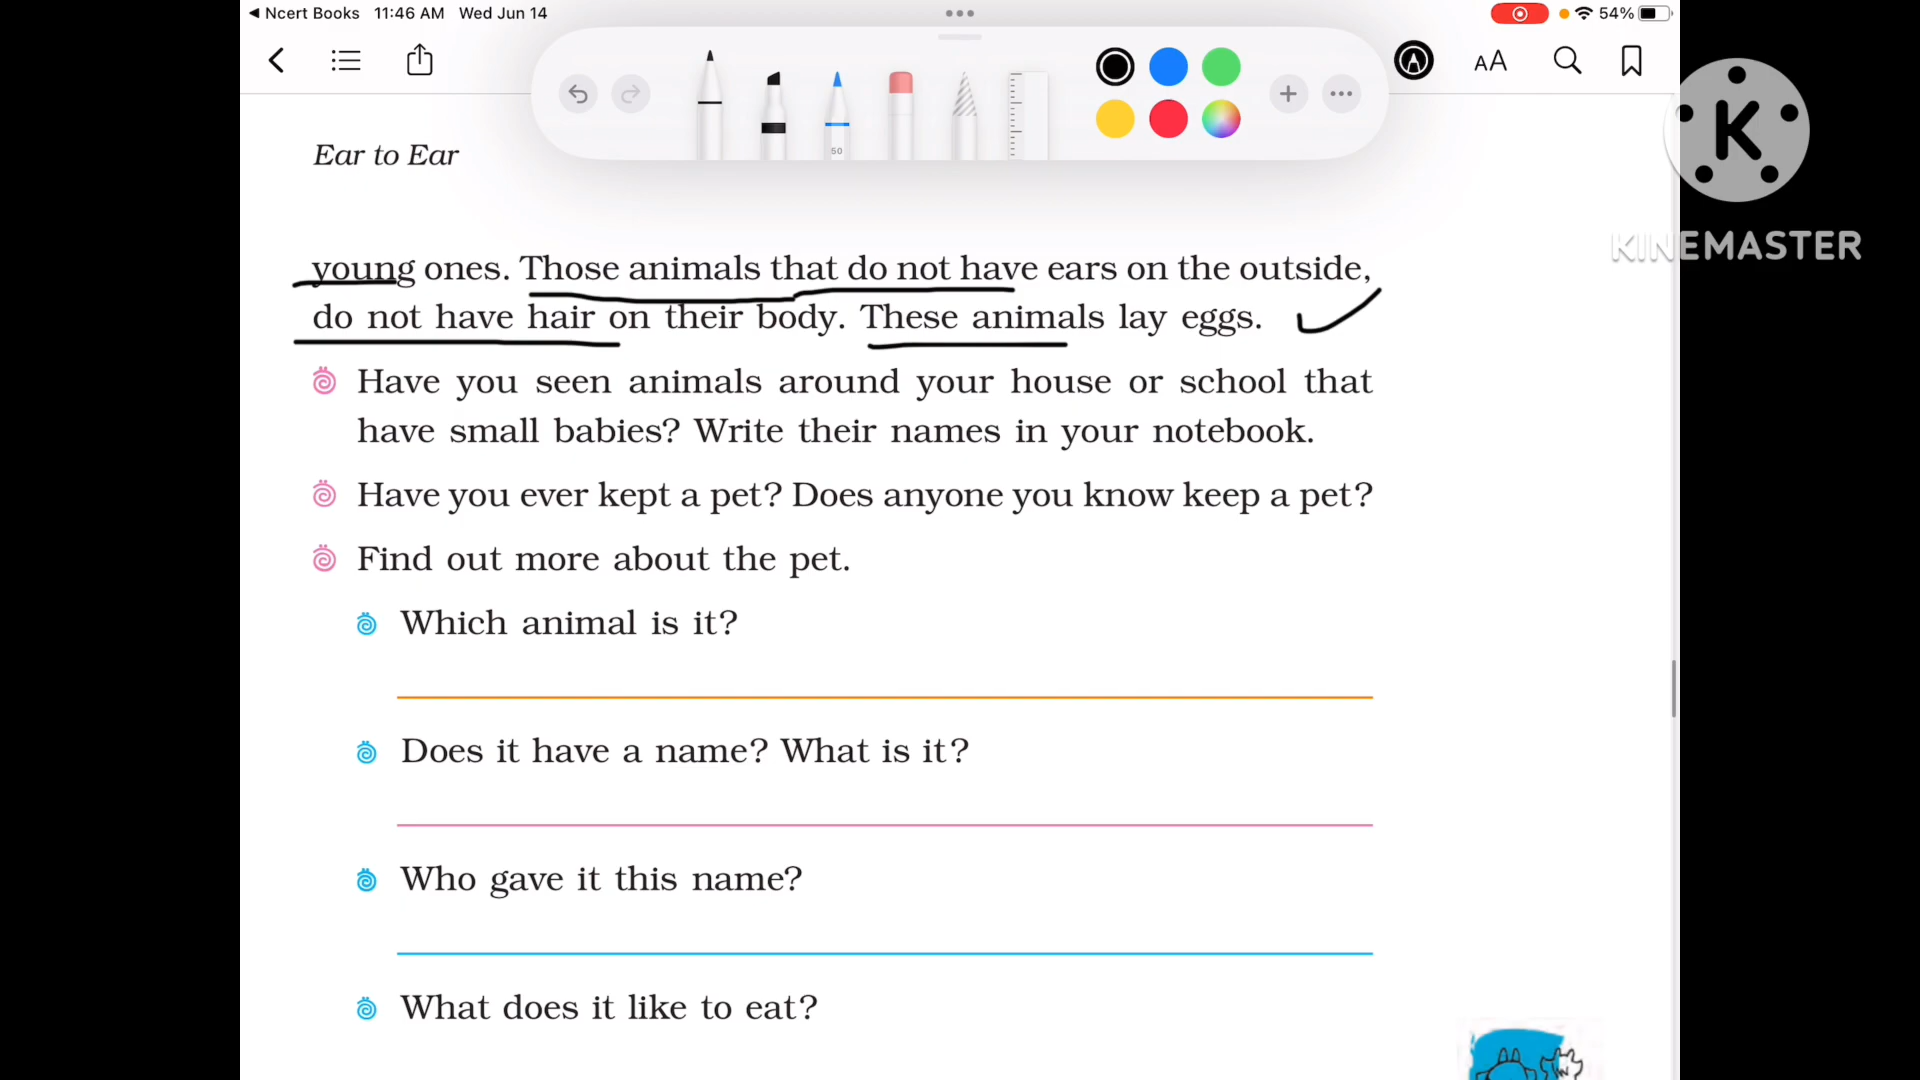 ◀ Ncert Books 11:46 AM Wed Jun 14
54%
AA
50
K
KINEMASTER
Ear to Ear
young ones. Those animals that do not have ears on the outside,
do not have hair on their body. These animals lay eggs.
Have you seen animals around your house or school that
have small babies? Write their names in your notebook.
Have you ever kept a pet? Does anyone you know keep a pet?
Find out more about the pet.
Which animal is it?
Does it have a name? What is it?
Who gave it this name?
What does it like to eat?